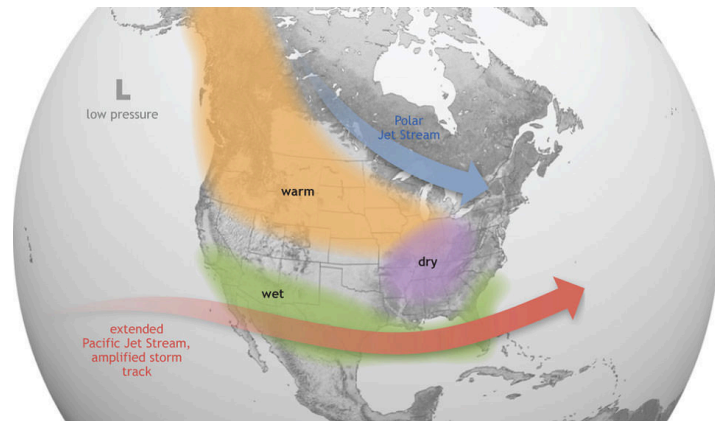 L
low pressure
Polar
Jet Stream
warm
dry
wet
extended
Pacific Jet Stream,
amplified storm
track